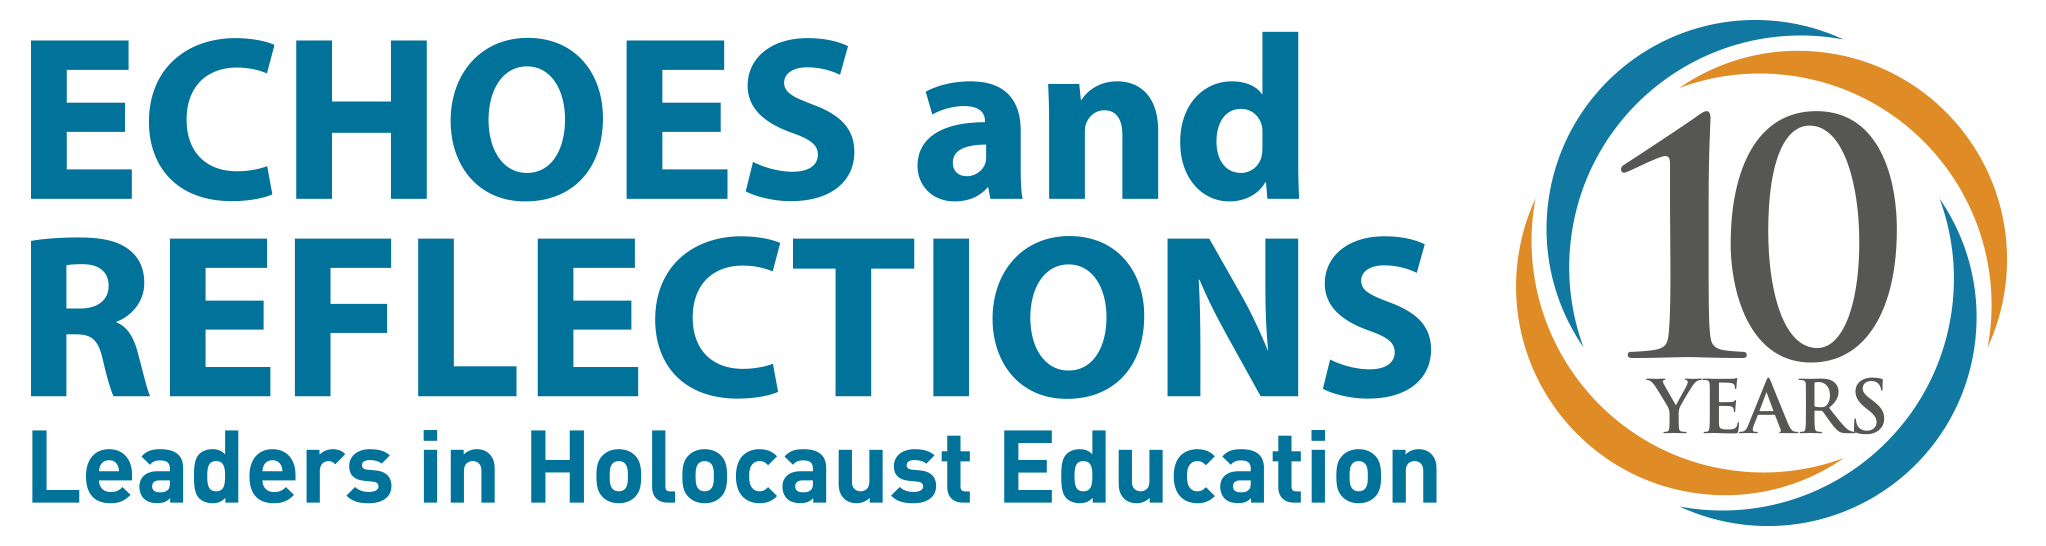 ECHOES and
REFLECTIONS
Leaders in Holocaust Education
10
YEARS